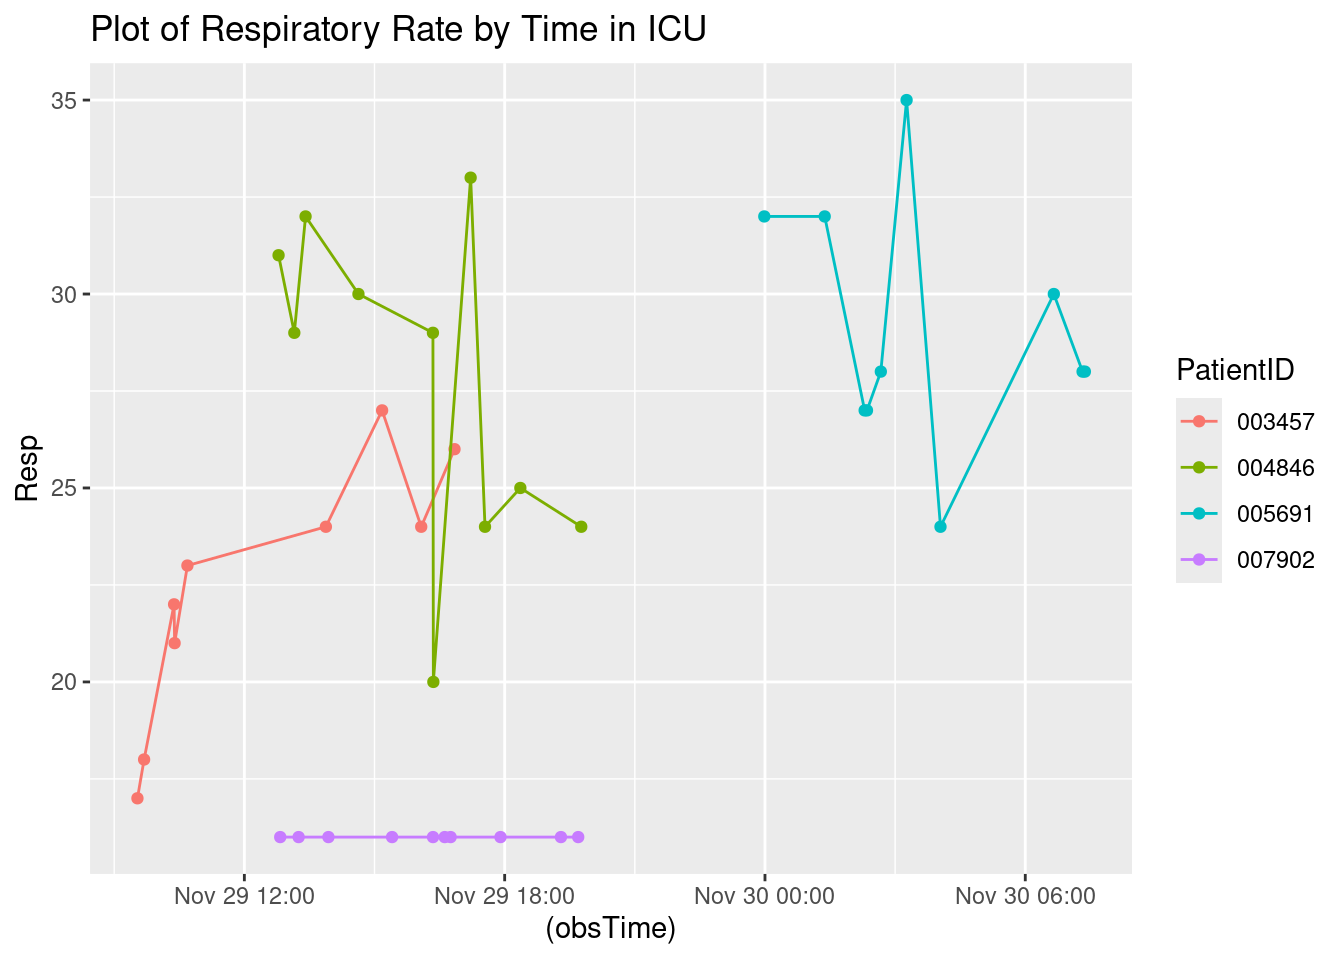 Plot of Respiratory Rate by Time in ICU
35
30
25
20
Resp
Nov 29 12:00
Nov 29 18:00
Nov 30 00:00
Nov 30 06:00
(obsTime)
PatientID
003457
004846
005691
007902